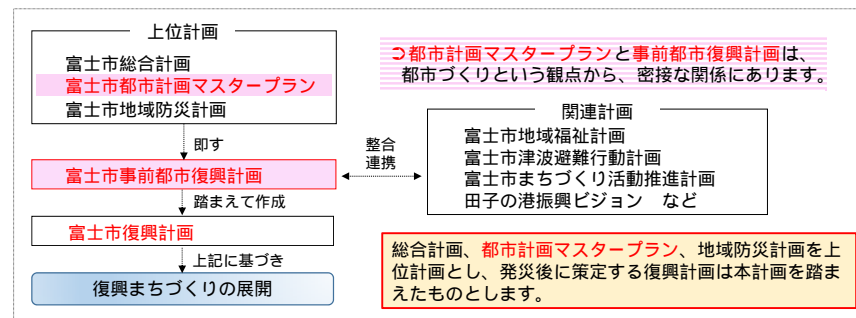 上位計画
富士市総合計画
富士市都市計画マスタープラン
富士市地域防災計画
即す
富士市事前都市復興計画
踏まえて作成
富士市復興計画
上記に基づき
復興まちづくりの展開
整合
連携
➲都市計画マスタープランと事前都市復興計画は、
都市づくりという観点から、密接な関係にあります。
関連計画
富士市地域福祉計画
富士市津波避難行動計画
富士市まちづくり活動推進計画
田子の港振興ビジョン　など
総合計画、都市計画マスタープラン、地域防災計画を上
位計画とし、発災後に策定する復興計画は本計画を踏ま
えたものとします。